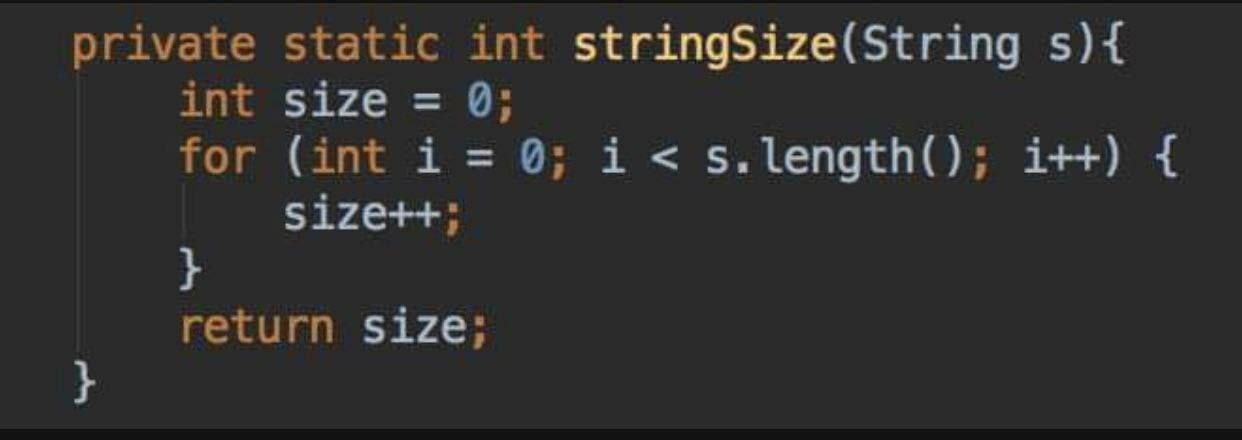 private static int stringSize(String s){
    int size = 0;
    for (int i = 0; i < s.length(); i++) {
        size++;
    }
    return size;
}